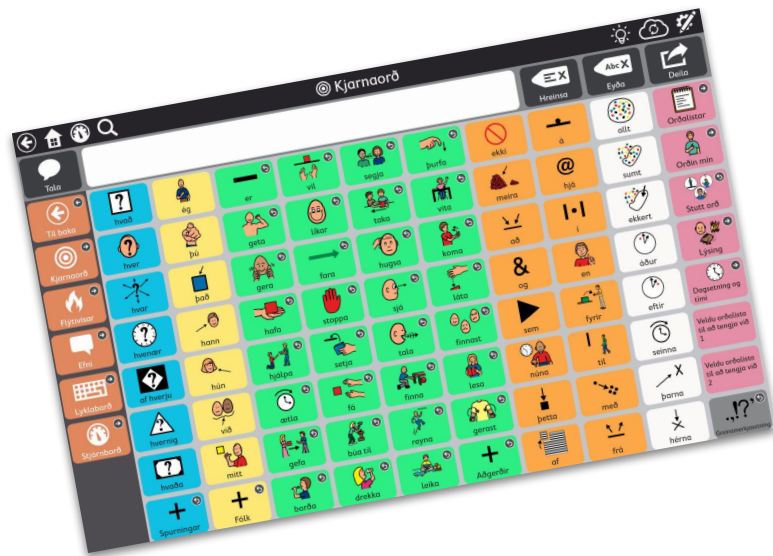 Kjarnaorð
Hreinsa
Abc X
Eyða
Deila
Tala
hvað
ég
er
vil
segja
þurfa
ekki
á
allt
Orðalistar
Til baka
hver
þú
geta
líkar
taka
vita
meira
@
hjá
sumt
Orðin mín
Kjarnaorð
hvar
það
gera
fara
hugsa
koma
að
í
ekkert
Stutt orð
Flýtivísar
hvenær
hann
hafa
stoppa
sjá
láta
&
og
en
áður
Lýsing
Efni
af hverju
hún
hjálpa
setja
tala
finnast
sem
fyrir
eftir
Dagsetning og
tími
Lyklaborð
hvernig
við
ætla
fá
finna
lesa
núna
til
seinna
Veldu orðalista
til að tengja við
1
Stjórnborð
hvaða
mitt
gefa
búa til
reyna
gerast
þetta
með
þarna
Veldu orðalista
til að tengja við
2
Spurningar
Fólk
borða
drekka
leika
Aðgerðir
af
frá
hérna
.,!?
Greinarmerkjasetning